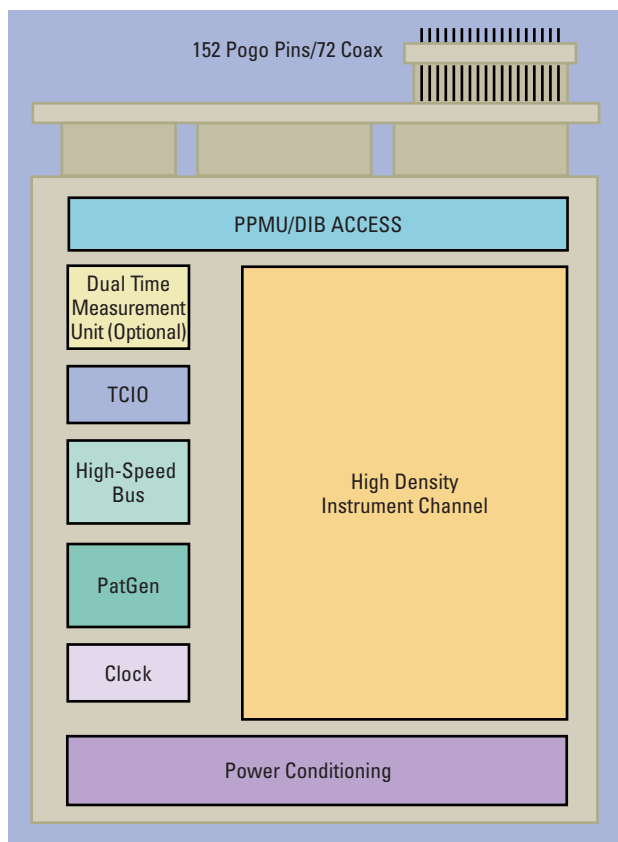 152 Pogo Pins/72 Coax
PPMU/DIB ACCESS
Dual Time
Measurement
Unit (Optional)
TCIO
High-Speed
Bus
PatGen
Clock
High Density
Instrument Channel
Power Conditioning